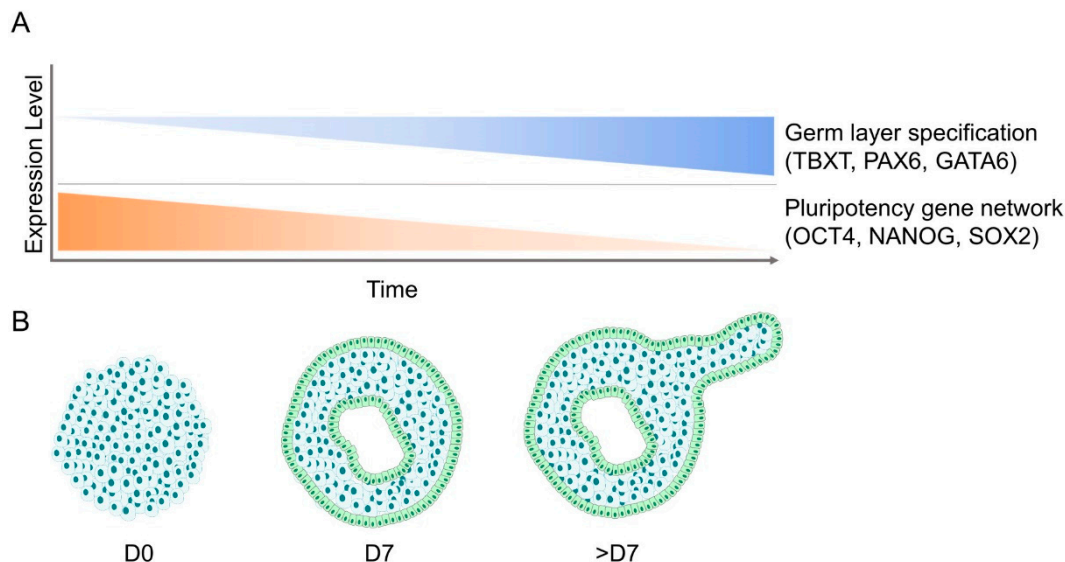 A
Expression Level
Germ layer specification
(TBXT, PAX6, GATA6)
Pluripotency gene network
(OCT4, NANOG, SOX2)
Time
B
D0
D7
>D7